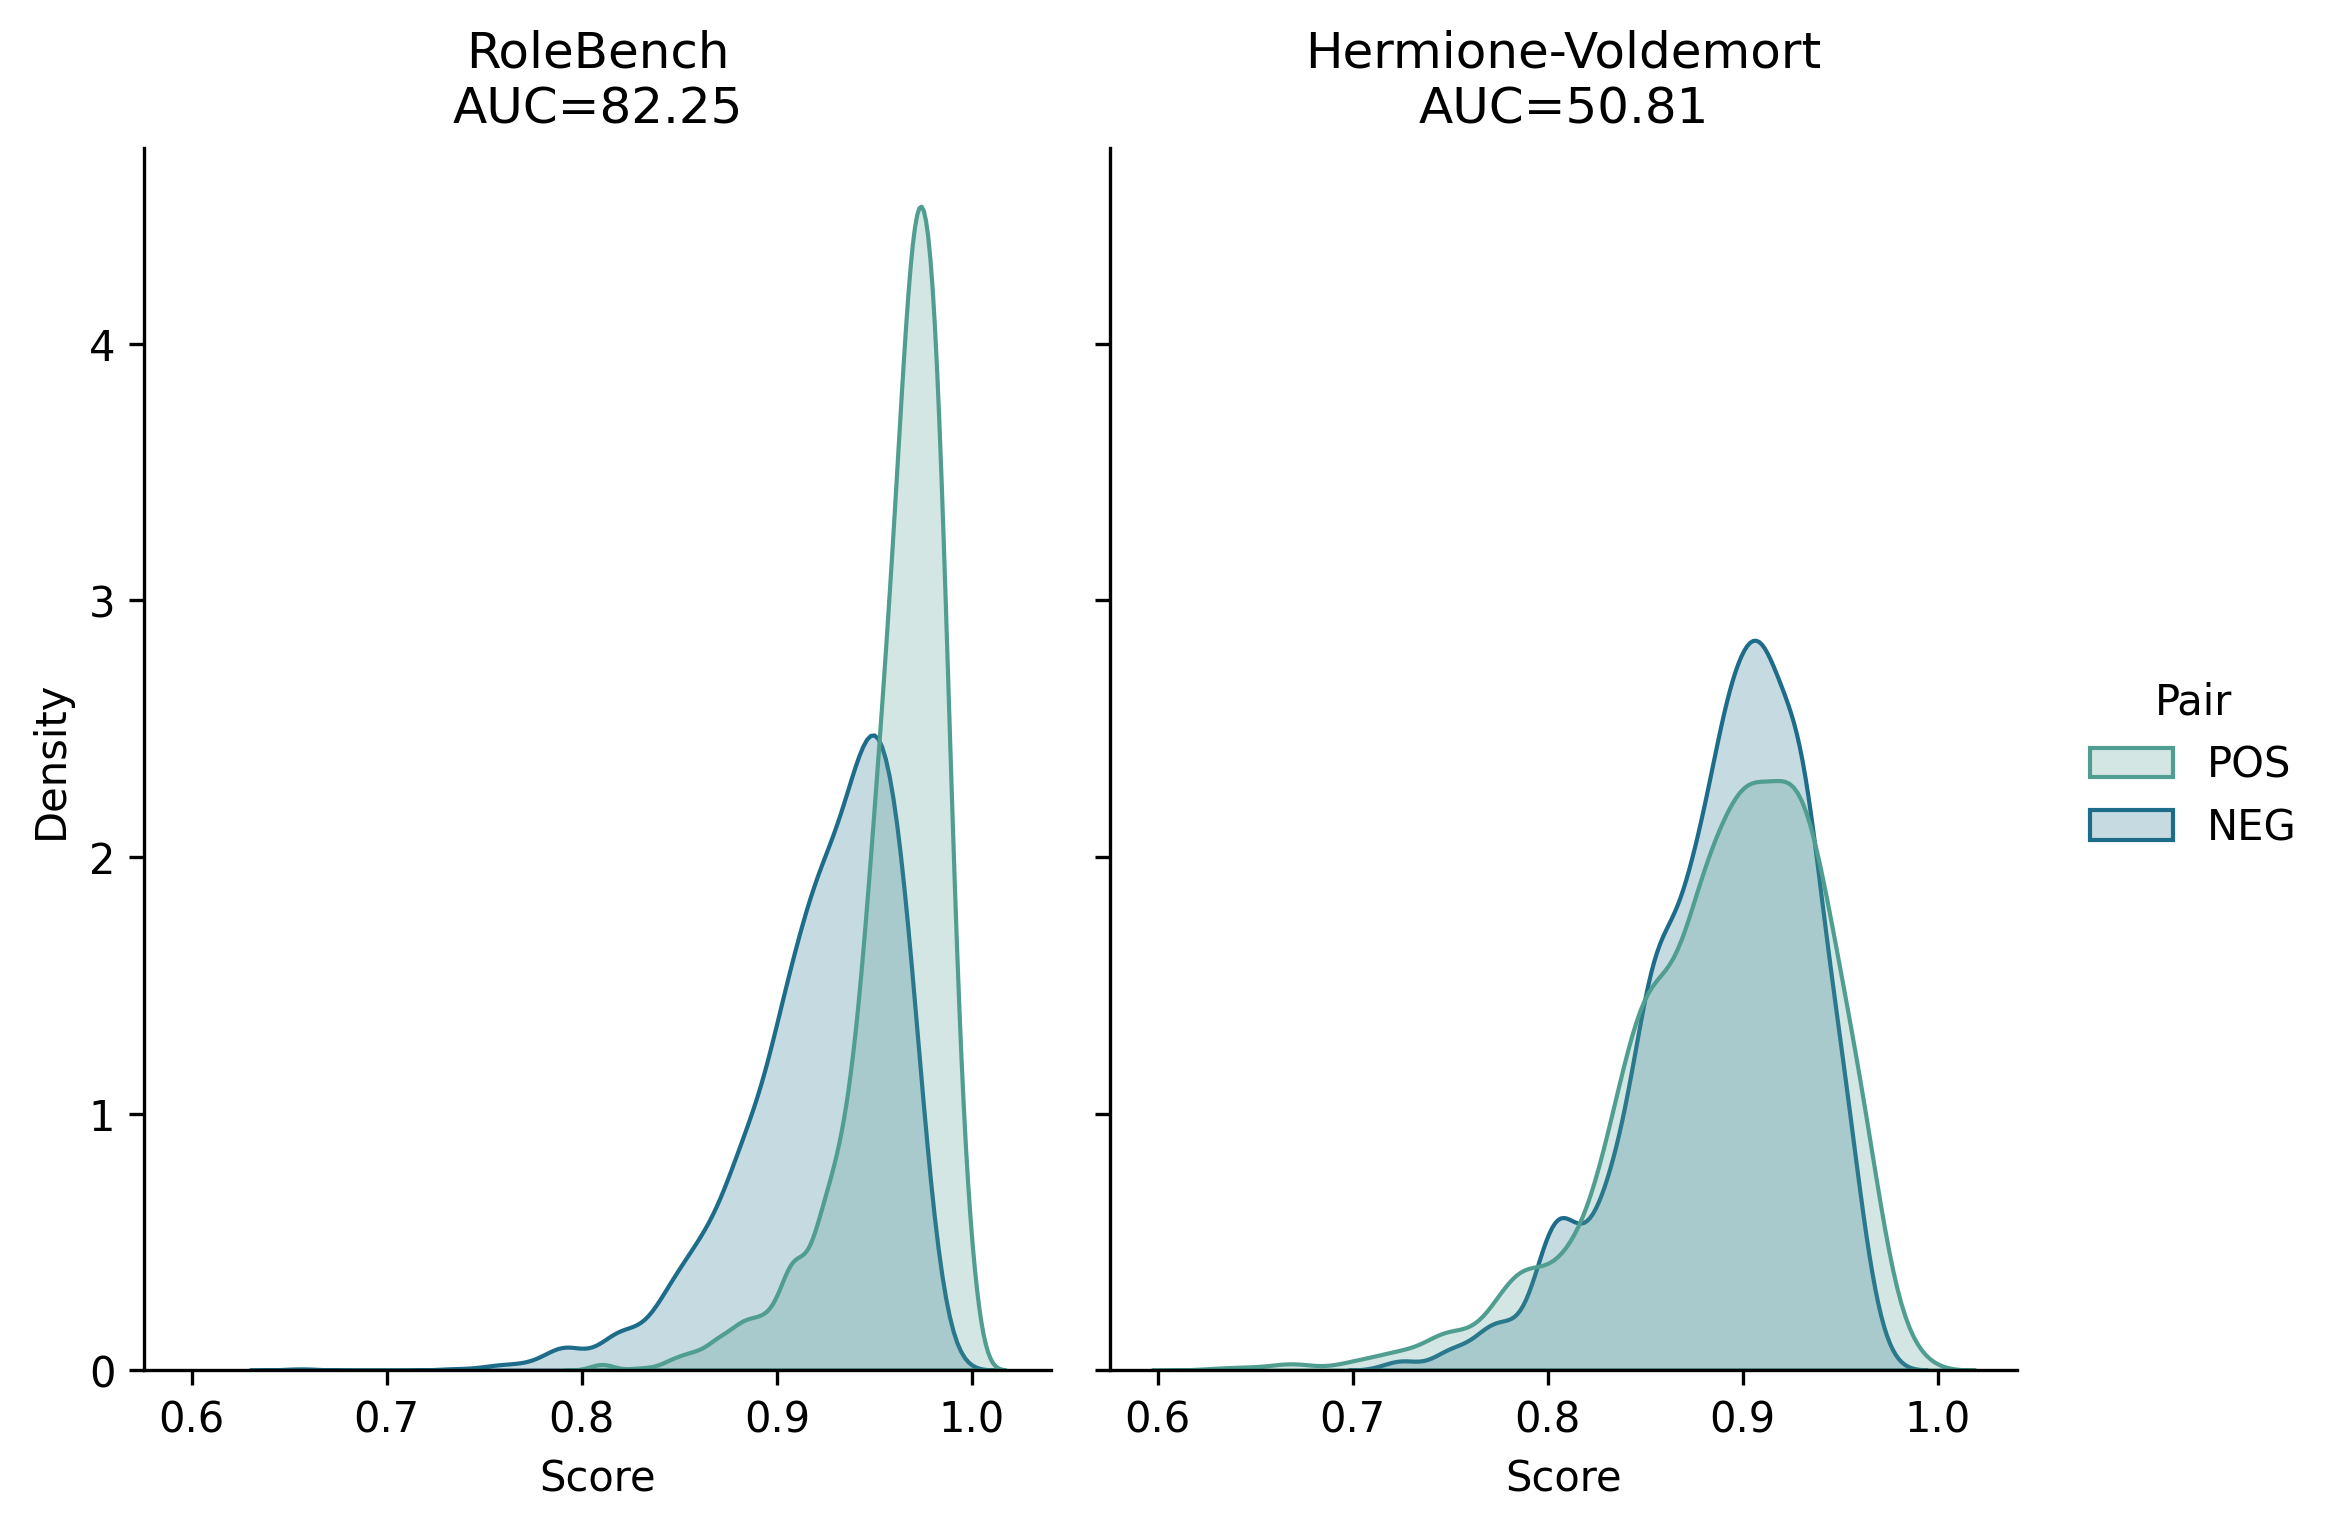 RoleBench
AUC=82.25
Hermione-Voldemort
AUC=50.81
Density
4
3
2
1
0
0.6 0.7 0.8 0.9 1.0
Score
0.6 0.7 0.8 0.9 1.0
Score
Pair
POS
NEG